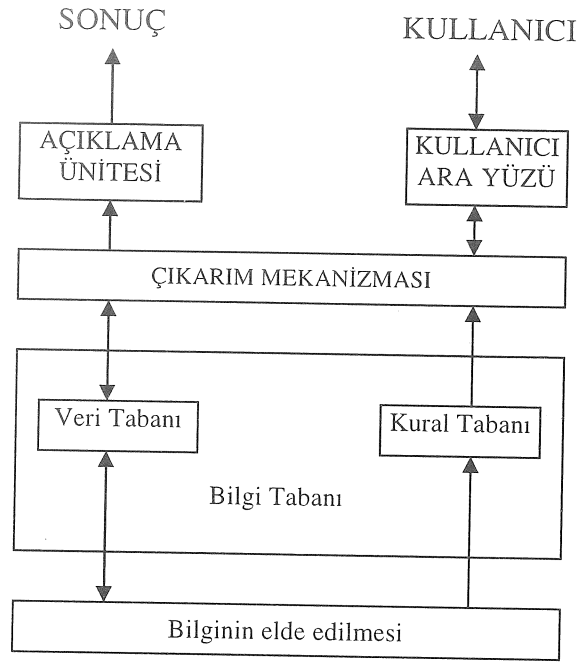 SONUÇ
KULLANICI
AÇIKLAMA
ÜNİTESİ
KULLANICI
ARA YÜZÜ
ÇIKARIM MEKANİZMASI
Veri Tabanı
Kural Tabanı
Bilgi Tabanı
Bilginin elde edilmesi